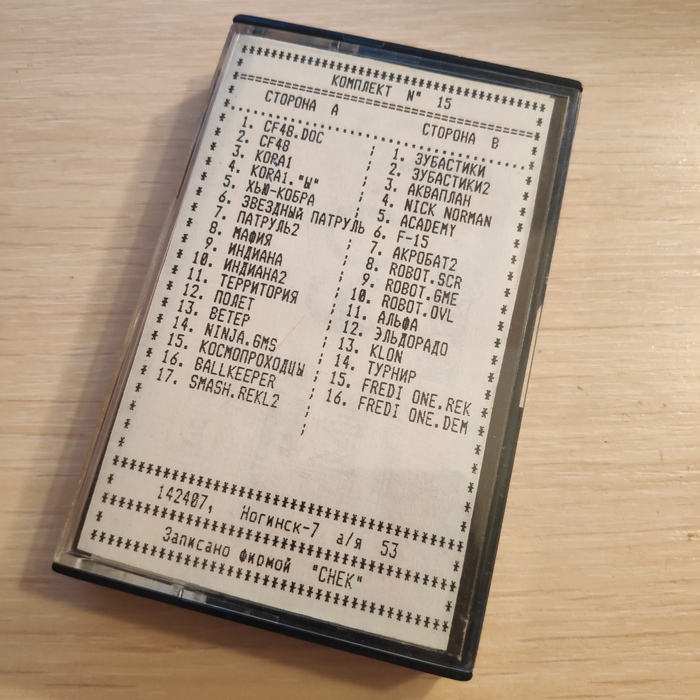 КОМПЛЕКТ N" 15
СТОРОНА A
1. CF48.DOC
2. CF48
3. KORA1
4. KORA1."Ы"
5. ХЬЮ-КОБРА
6. ЗВЕЗДНЫЙ ПАТРУЛЬ
7. ПАТРУЛЬ2
8. МАФИЯ
9. ИНДИАНА
10. ИНДИАНА2
11. ТЕРРИТОРИЯ
12. ПОЛЕТ
13. ВЕТЕР
14. NINJA.GMS
15. КОСМОПРОХОДЦЫ
16. BALLKEEPER
17. SMASH.REKL2
СТОРОНА B
1. ЗУБАСТИКИ
2. ЗУБАСТИКИ2
3. АКВАПЛАН
4. NICK NORMAN
5. ACADEMY
6. F-15
7. АКРОБАТ2
8. ROBOT.SCR
9. ROBOT.GME
10. ROBOT.OVL
11. АЛЬФА
12. ЭЛЬДОРАДО
13. KLON
14. ТУРНИР
15. FREDI ONE.REK
16. FREDI ONE.DEM
142407, Ногинск-7 а/я 53
Записано фирмой "CHEK"